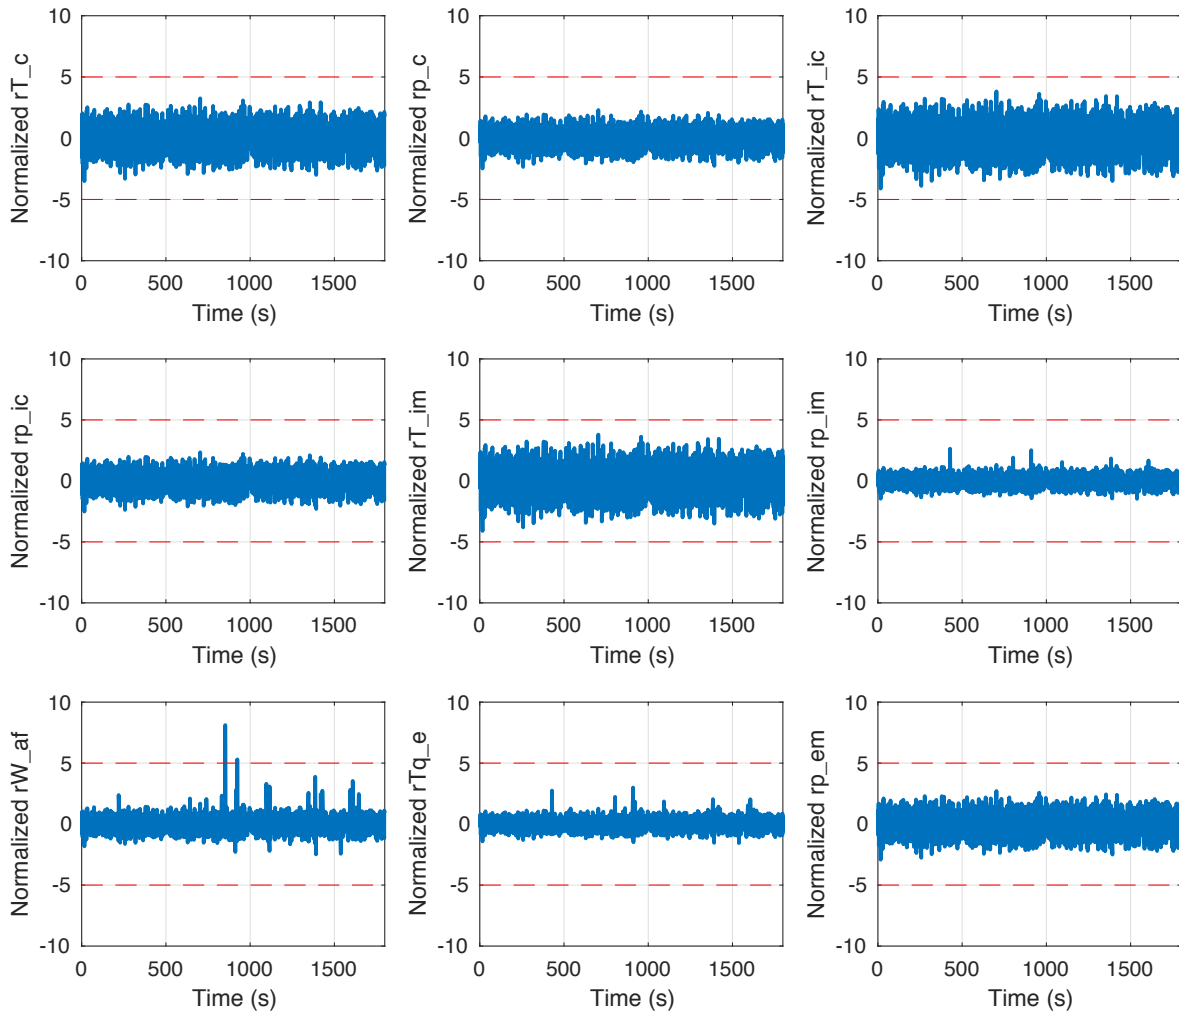 10
5
0
-5
-10
Normalized rT_c
0 500 1000 1500
Time (s)
10
5
0
-5
-10
Normalized rp_c
0 500 1000 1500
Time (s)
10
5
0
-5
-10
Normalized rT_ic
0 500 1000 1500
Time (s)
10
5
0
-5
-10
Normalized rp_ic
0 500 1000 1500
Time (s)
10
5
0
-5
-10
Normalized rT_im
0 500 1000 1500
Time (s)
10
5
0
-5
-10
Normalized rp_im
0 500 1000 1500
Time (s)
10
5
0
-5
-10
Normalized rW_af
0 500 1000 1500
Time (s)
10
5
0
-5
-10
Normalized rTq_e
0 500 1000 1500
Time (s)
10
5
0
-5
-10
Normalized rp_em
0 500 1000 1500
Time (s)